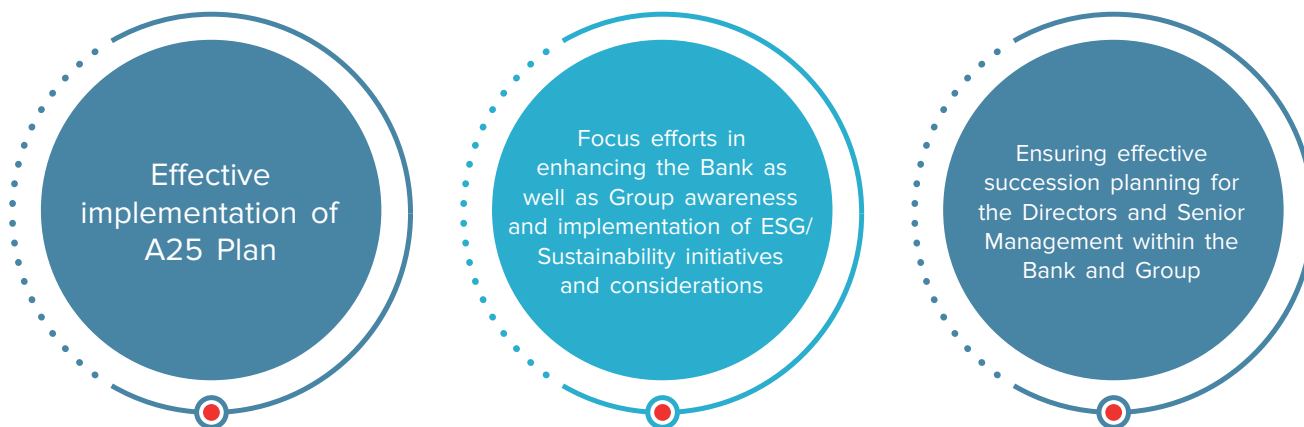 Effective
implementation of
A25 Plan
Focus efforts in
enhancing the Bank as
well as Group awareness
and implementation of ESG/
Sustainability initiatives
and considerations
Ensuring effective
succession planning for
the Directors and Senior
Management within the
Bank and Group